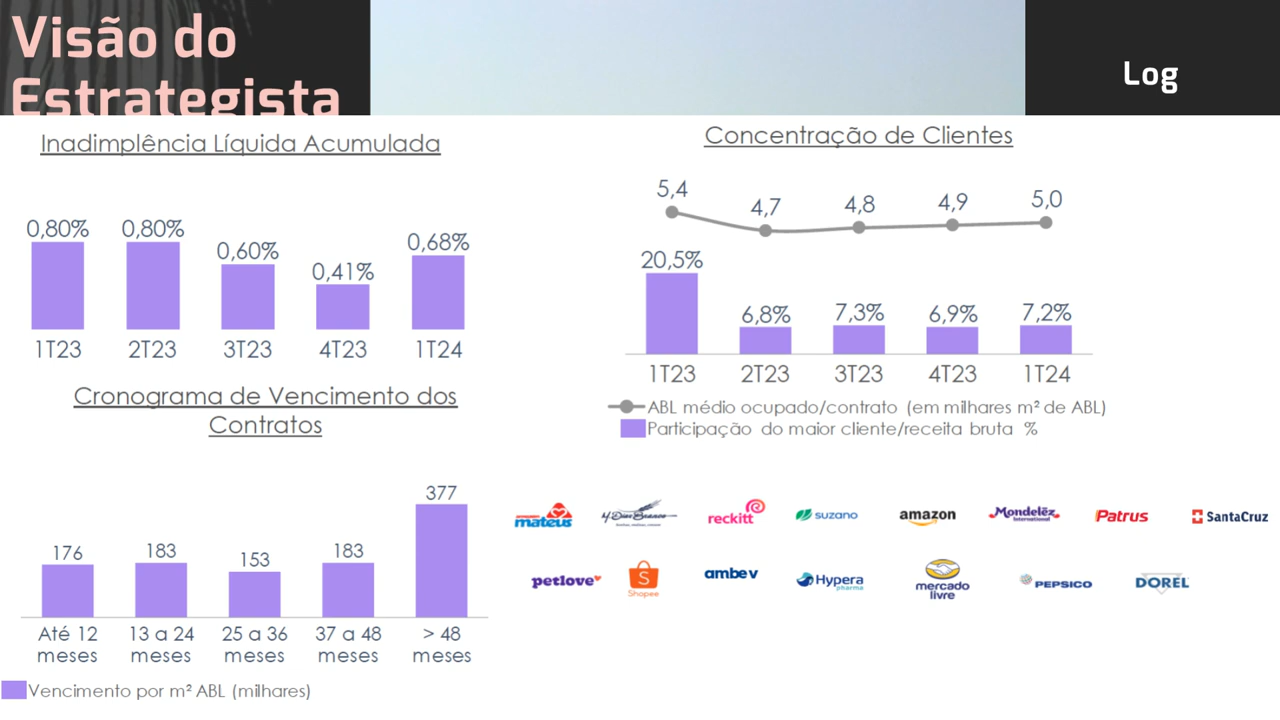 Visão do
Estrategista
Log
Inadimplência Líquida Acumulada
0,80%
0,80%
0,60%
0,41%
0,68%
1T23
2T23
3T23
4T23
1T24
Concentração de Clientes
5,4
4,7
4,8
4,9
5,0
20,5%
6,8%
7,3%
6,9%
7,2%
1T23
2T23
3T23
4T23
1T24
ABL médio ocupado/contrato (em milhares m² de ABL)
Participação do maior cliente/receita bruta %
Cronograma de Vencimento dos
Contratos
176
183
153
183
377
Até 12
meses
13 a 24
meses
25 a 36
meses
37 a 48
meses
> 48
meses
Vencimento por m² ABL (milhares)
mateus
M. Dias Branco
reckitt
suzano
amazon
Mondelēz
International
Patrus
SantaCruz
petlove
Shopee
ambev
Hypera
pharma
mercado
livre
PEPSICO
DOREL